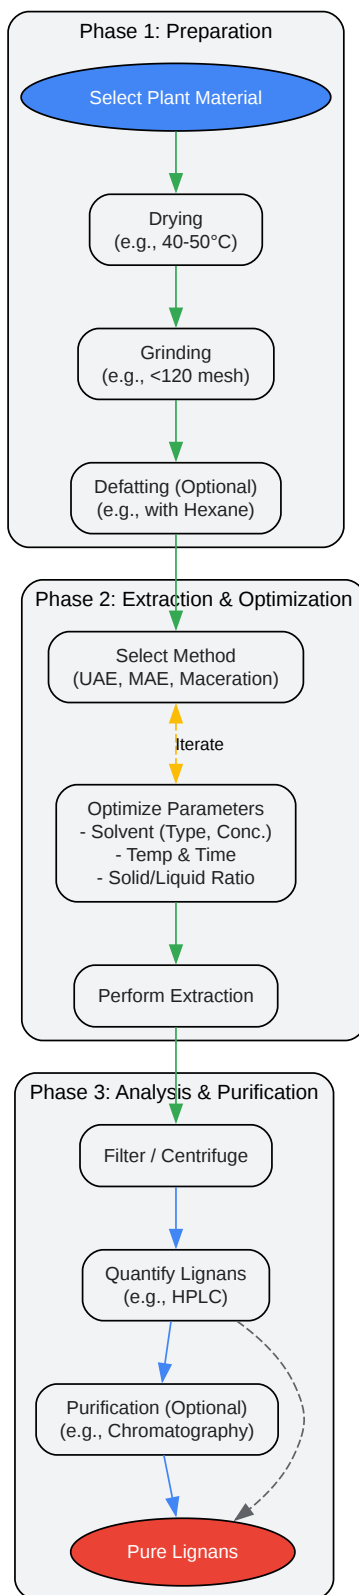 Phase 1: Preparation
Select Plant Material
Drying
(e.g., 40-50°C)
Grinding
(e.g., <120 mesh)
Defatting (Optional)
(e.g., with Hexane)
Phase 2: Extraction & Optimization
Select Method
(UAE, MAE, Maceration)
Iterate
Optimize Parameters
- Solvent (Type, Conc.)
- Temp & Time
- Solid/Liquid Ratio
Perform Extraction
Phase 3: Analysis & Purification
Filter / Centrifuge
Quantify Lignans
(e.g., HPLC)
Purification (Optional)
(e.g., Chromatography)
Pure Lignans